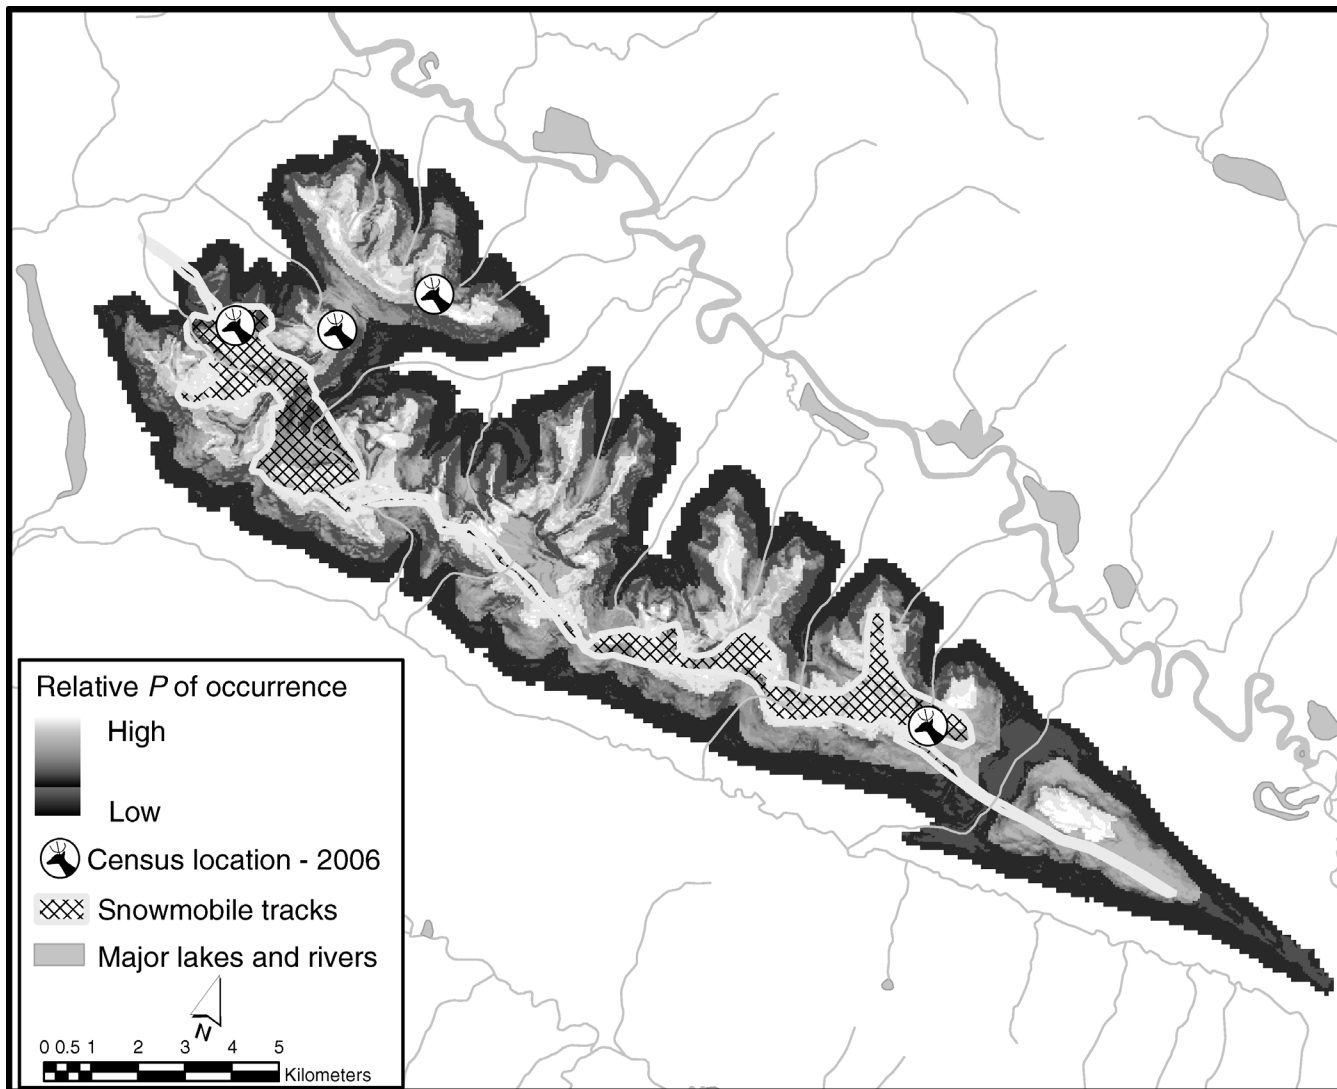 Relative P of occurrence
High
Low
Census location - 2006
Snowmobile tracks
Major lakes and rivers
N
0 0.5 1 2 3 4 5
Kilometers